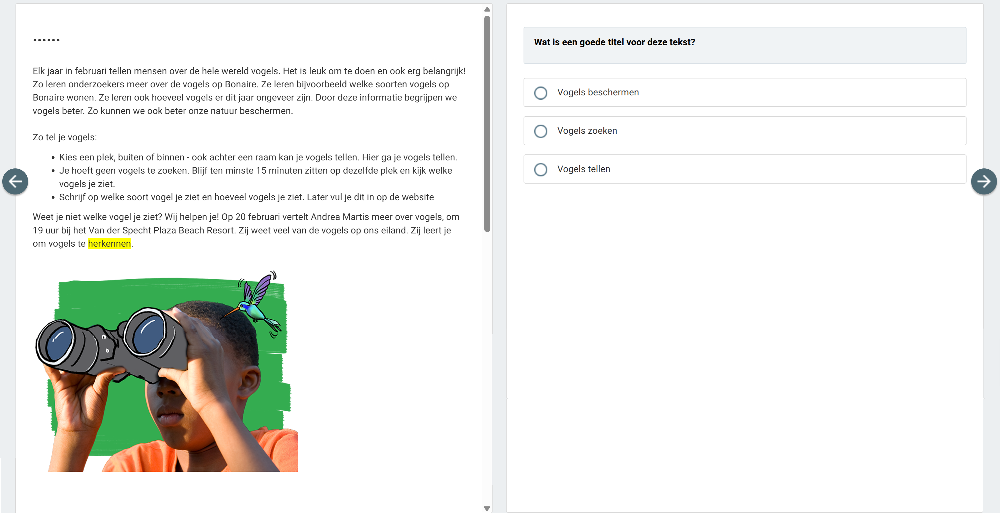 ......
Elk jaar in februari tellen mensen over de hele wereld vogels. Het is leuk om te doen en ook erg belangrijk!
Zo leren onderzoekers meer over de vogels op Bonaire. Ze leren bijvoorbeeld welke soorten vogels op
Bonaire wonen. Ze leren ook hoeveel vogels er dit jaar ongeveer zijn. Door deze informatie begrijpen we
vogels beter. Zo kunnen we ook beter onze natuur beschermen.
Zo tel je vogels:
• Kies een plek, buiten of binnen - ook achter een raam kan je vogels tellen. Hier ga je vogels tellen.
• Je hoeft geen vogels te zoeken. Blijf ten minste 15 minuten zitten op dezelfde plek en kijk welke
vogels je ziet.
• Schrijf op welke soort vogel je ziet en hoeveel vogels je ziet. Later vul je dit in op de website
Weet je niet welke vogel je ziet? Wij helpen je! Op 20 februari vertelt Andrea Martis meer over vogels, om
19 uur bij het Van der Specht Plaza Beach Resort. Zij weet veel van de vogels op ons eiland. Zij leert je
om vogels te herkennen.
Wat is een goede titel voor deze tekst?
Vogels beschermen
Vogels zoeken
Vogels tellen